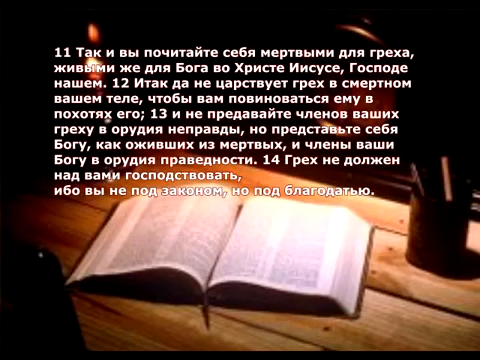 11 Так и вы почитайте себя мертвыми для греха,
живыми же для Бога во Христе Иисусе, Господе
нашем. 12 Итак да не царствует грех в смертном
вашем теле, чтобы вам повиноваться ему в
похотях его; 13 и не предавайте членов ваших
греху в орудия неправды, но представьте себя
Богу, как оживших из мертвых, и члены ваши
Богу в орудия праведности. 14 Грех не должен
над вами господствовать,
ибо вы не под законом, но под благодатью.